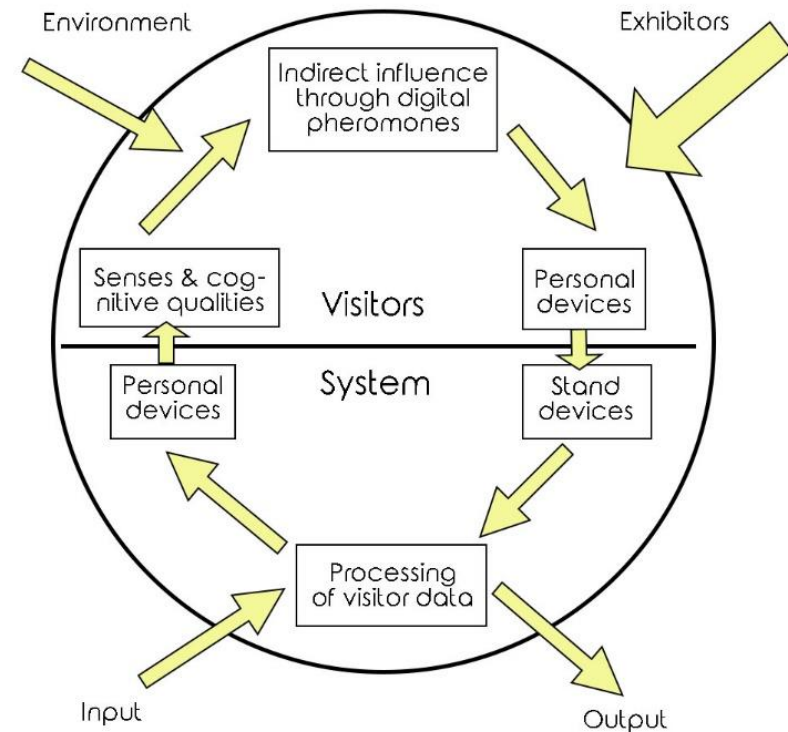 Environment
Exhibitors
Indirect influence
through digital
pheromones
Senses & cog-
nitive qualities
Visitors
Personal
devices
Personal
devices
System
Stand
devices
Processing
of visitor data
Input
Output